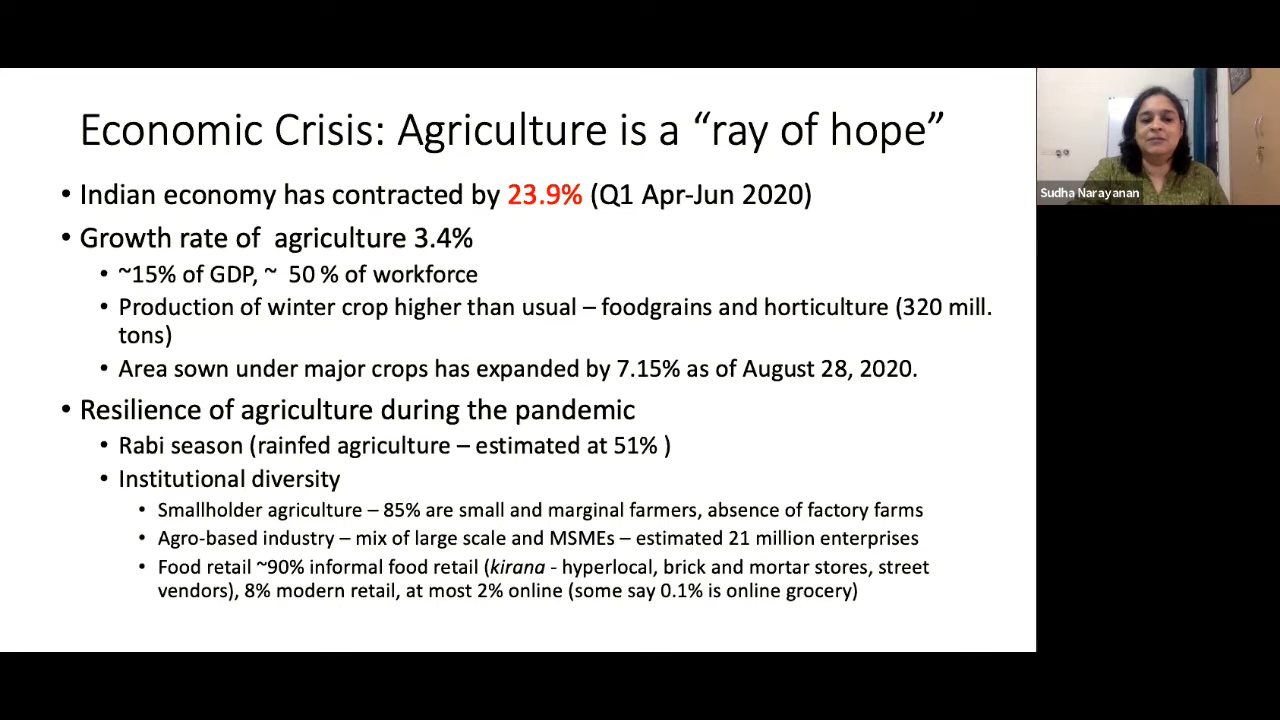 Economic Crisis: Agriculture is a “ray of hope”
• Indian economy has contracted by 23.9% (Q1 Apr-Jun 2020)
• Growth rate of agriculture 3.4%
• ~15% of GDP, ~ 50 % of workforce
• Production of winter crop higher than usual – foodgrains and horticulture (320 mill.
tons)
• Area sown under major crops has expanded by 7.15% as of August 28, 2020.
• Resilience of agriculture during the pandemic
• Rabi season (rainfed agriculture – estimated at 51% )
• Institutional diversity
• Smallholder agriculture – 85% are small and marginal farmers, absence of factory farms
• Agro-based industry – mix of large scale and MSMEs – estimated 21 million enterprises
• Food retail ~90% informal food retail (kirana - hyperlocal, brick and mortar stores, street
vendors), 8% modern retail, at most 2% online (some say 0.1% is online grocery)
Sudha Narayanan